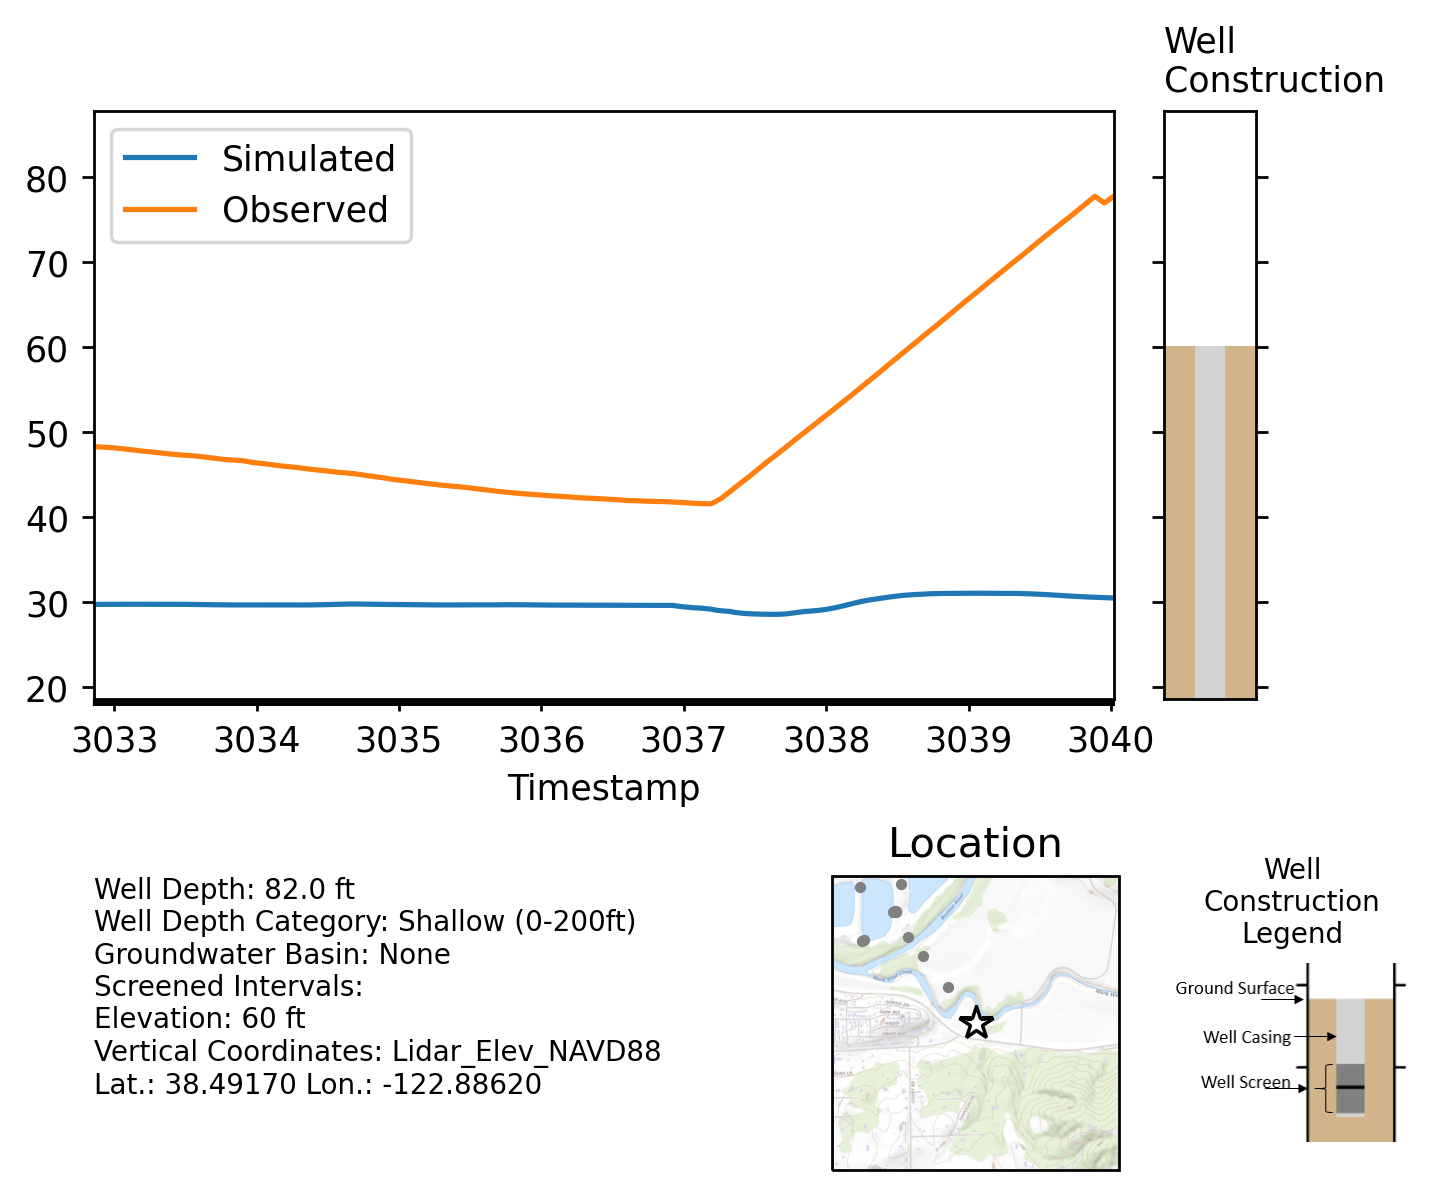 Well
Construction
Simulated
Observed
80
70
60
50
40
30
20
3033 3034 3035 3036 3037 3038 3039 3040
Timestamp
Well Depth: 82.0 ft
Well Depth Category: Shallow (0-200ft)
Groundwater Basin: None
Screened Intervals:
Elevation: 60 ft
Vertical Coordinates: Lidar_Elev_NAVD88
Lat.: 38.49170 Lon.: -122.88620
Location
Well
Construction
Legend
Ground Surface
Well Casing
Well Screen